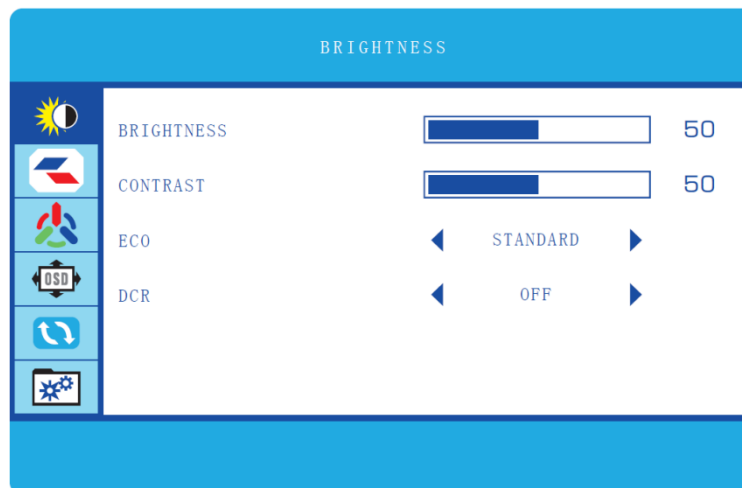 BRIGHTNESS
BRIGHTNESS 50
CONTRAST 50
ECO STANDARD
OSD
DCR OFF